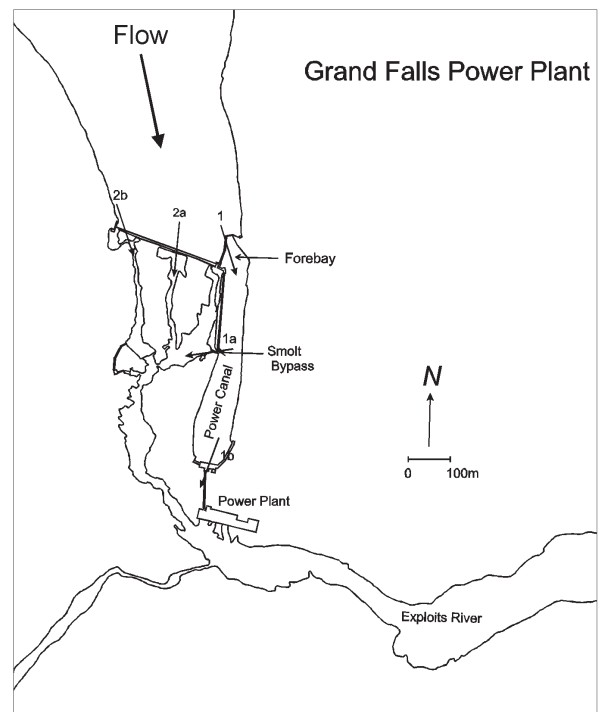 Flow
Grand Falls Power Plant
2b
2a
1
Forebay
1a
Smolt
Bypass
Power Canal
N
0 100m
1b
Power Plant
Exploits River